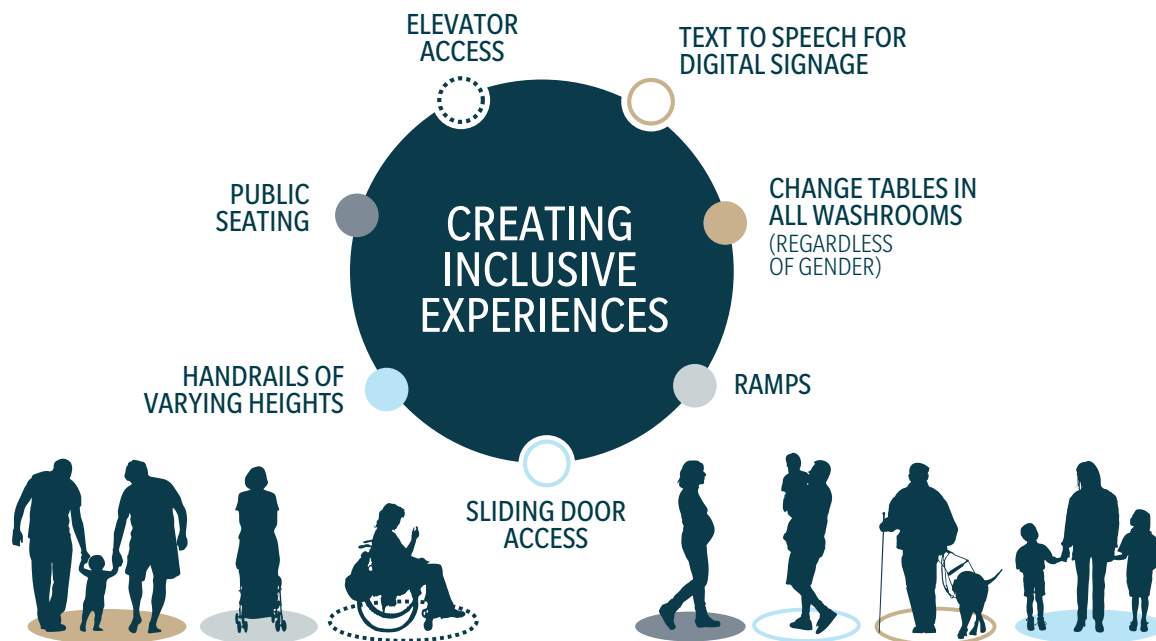 ELEVATOR
ACCESS
TEXT TO SPEECH FOR
DIGITAL SIGNAGE
PUBLIC
SEATING
CREATING
INCLUSIVE
EXPERIENCES
CHANGE TABLES IN
ALL WASHROOMS
(REGARDLESS
OF GENDER)
HANDRAILS OF
VARYING HEIGHTS
RAMPS
SLIDING DOOR
ACCESS